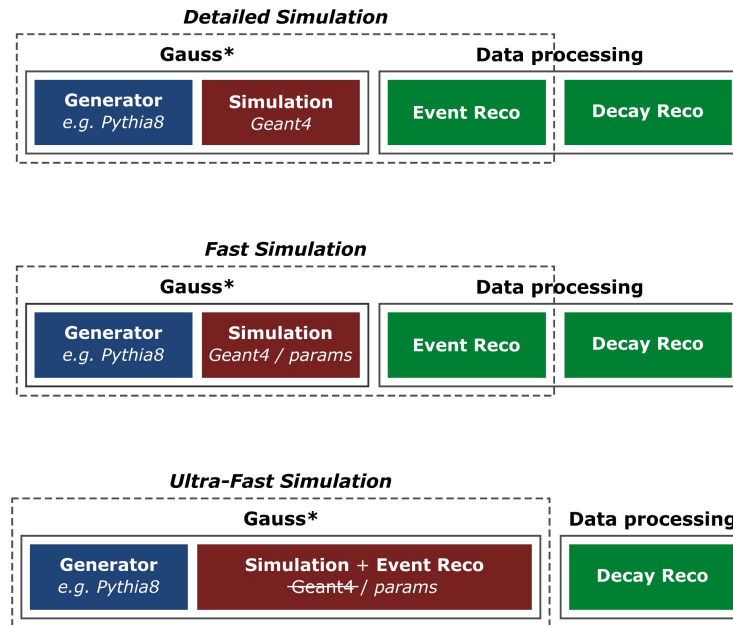 Detailed Simulation
Gauss* Data processing
Generator Simulation Event Reco Decay Reco
e.g. Pythia8 Geant4
Fast Simulation
Gauss* Data processing
Generator Simulation Event Reco Decay Reco
e.g. Pythia8 Geant4 / params
Ultra-Fast Simulation
Gauss* Data processing
Generator Simulation + Event Reco Decay Reco
e.g. Pythia8 Geant4 / params